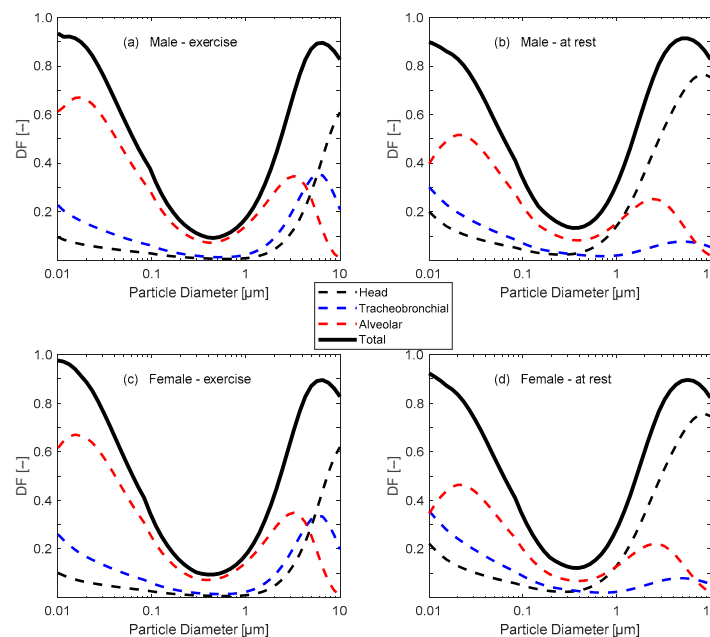 1.0
0.8
0.6
0.4
0.2
DF [–]
(a) Male - exercise
0.01
0.1
1
10
Particle Diameter [µm]
1.0
0.8
0.6
0.4
0.2
DF [–]
(b) Male - at rest
0.01
0.1
1
1
Particle Diameter [µm]
Head
Tracheobronchial
Alveolar
Total
1.0
0.8
0.6
0.4
0.2
DF [–]
(c) Female - exercise
0.01
0.1
1
10
Particle Diameter [µm]
1.0
0.8
0.6
0.4
0.2
DF [–]
(d) Female - at rest
0.01
0.1
1
1
Particle Diameter [µm]